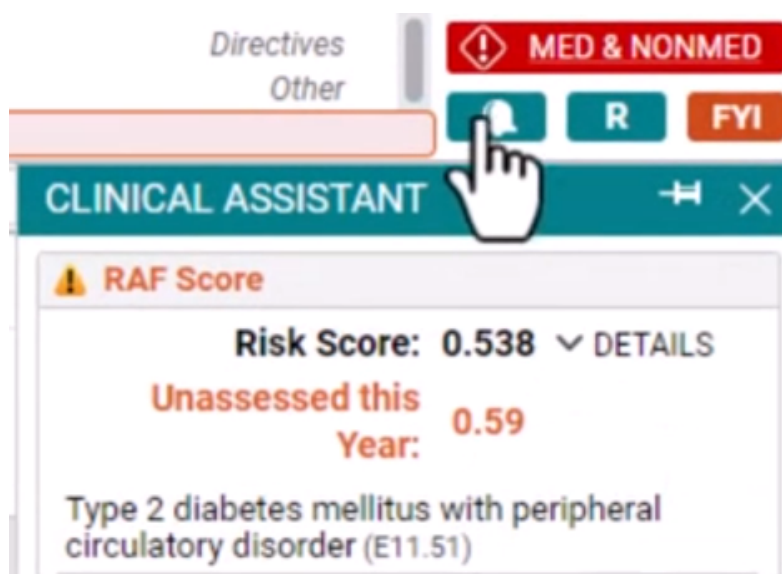 Directives
Other
MED & NONMED
R
FYI
CLINICAL ASSISTANT
RAF Score
Risk Score: 0.538 DETAILS
Unassessed this
Year: 0.59
Type 2 diabetes mellitus with peripheral
circulatory disorder (E11.51)